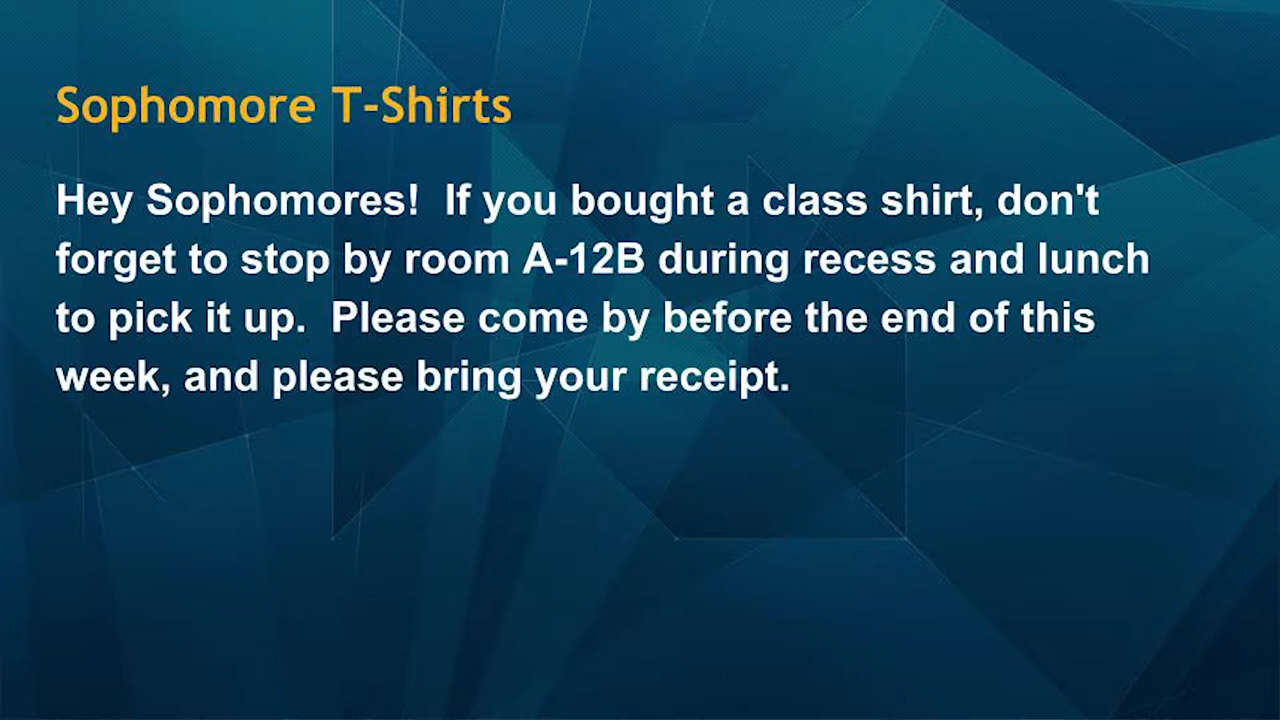 Sophomore T-Shirts
Hey Sophomores!  If you bought a class shirt, don't
forget to stop by room A-12B during recess and lunch
to pick it up.  Please come by before the end of this
week, and please bring your receipt.